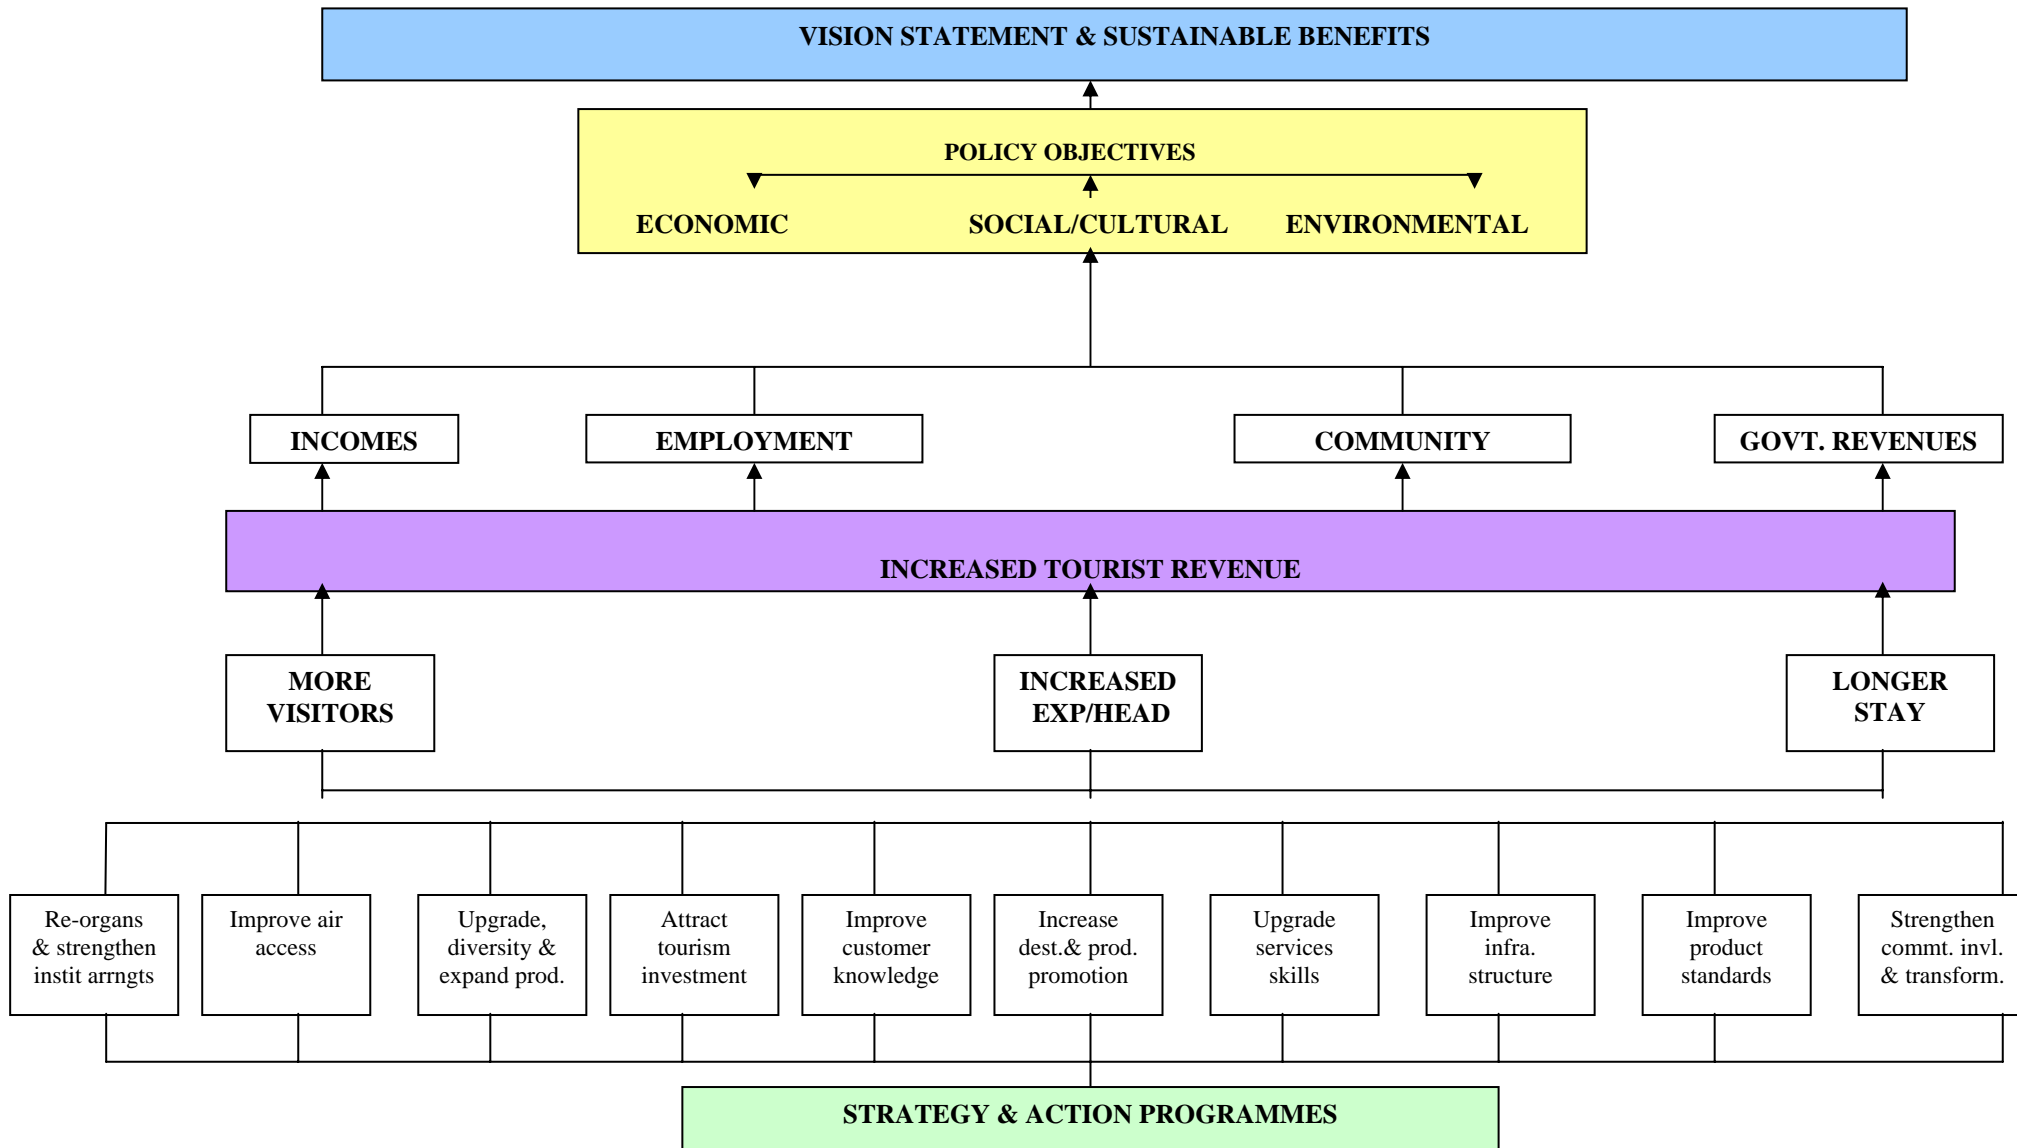 VISION STATEMENT & SUSTAINABLE BENEFITS
POLICY OBJECTIVES
ECONOMIC
SOCIAL/CULTURAL
ENVIRONMENTAL
INCOMES
EMPLOYMENT
COMMUNITY
GOVT. REVENUES
INCREASED TOURIST REVENUE
MORE
VISITORS
INCREASED
EXP/HEAD
LONGER
STAY
Re-organs
& strengthen
instit arrngts
Improve air
access
Upgrade,
diversity &
expand prod.
Attract
tourism
investment
Improve
customer
knowledge
Increase
dest.& prod.
promotion
Upgrade
services
skills
Improve
infra.
structure
Improve
product
standards
Strengthen
commt. invl.
& transform.
STRATEGY & ACTION PROGRAMMES